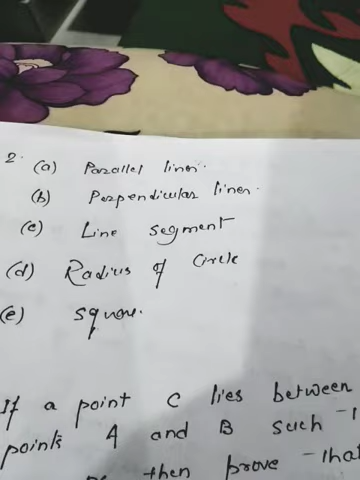 2. (a) Parallel lines.
(b) Perpendicular lines.
(c) Line segment
(d) Radius of circle
(e) square.
If a point C lies between
points A and B such
then prove that